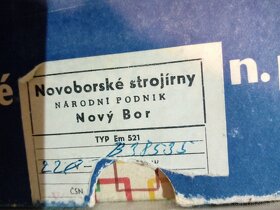 é
n.
Novoborské strojírny
NÁRODNÍ PODNIK
Nový Bor
TYP Em 521
ČSN